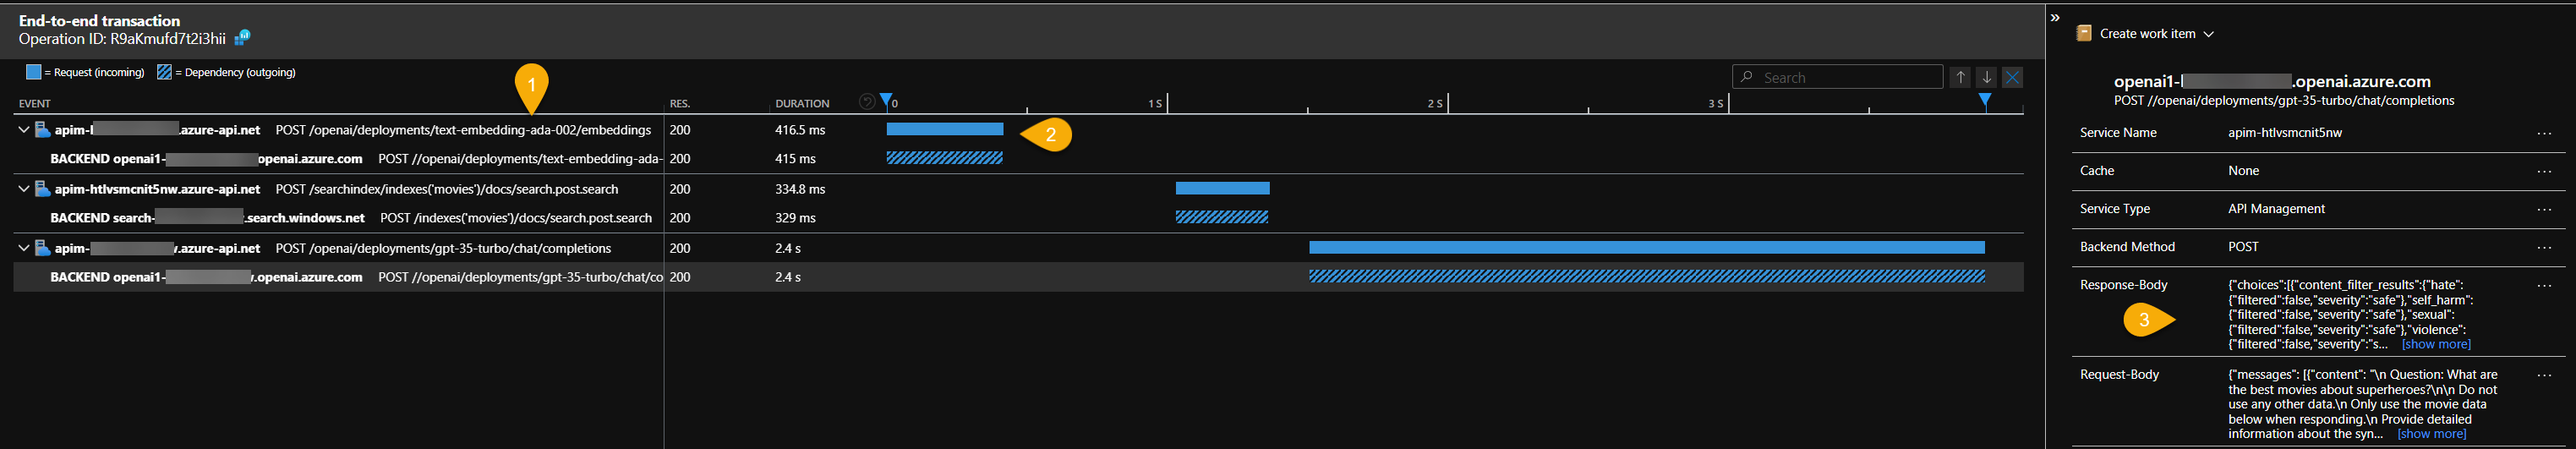 End-to-end transaction
Operation ID: R9aKmufd7t2i3hii
= Request (incoming) = Dependency (outgoing)
1
Search
EVENT RES. DURATION 0 1 S 2 S 3 S
apim- .azure-api.net POST /openai/deployments/text-embedding-ada-002/embeddings 200 416.5 ms
2
BACKEND openai1- openai.azure.com POST //openai/deployments/text-embedding-ada- 200 415 ms
apim-htlvsmcnit5nw.azure-api.net POST /searchindex/indexes('movies')/docs/search.post.search 200 334.8 ms
BACKEND search- .search.windows.net POST /indexes('movies')/docs/search.post.search 200 329 ms
apim- .azure-api.net POST /openai/deployments/gpt-35-turbo/chat/completions 200 2.4 s
BACKEND openai1- .openai.azure.com POST //openai/deployments/gpt-35-turbo/chat/co 200 2.4 s
Create work item
openai1- .openai.azure.com
POST //openai/deployments/gpt-35-turbo/chat/completions
Service Name apim-htlvsmcnit5nw ...
Cache None ...
Service Type API Management ...
Backend Method POST ...
Response-Body {"choices":[{"content_filter_results":{"hate": ...
{"filtered":false,"severity":"safe"},"self_harm":
{"filtered":false,"severity":"safe"},"sexual":
3
{"filtered":false,"severity":"safe"},"violence":
{"filtered":false,"severity":"s... [show more]
Request-Body {"messages": [{"content": "\n Question: What are ...
the best movies about superheroes?\n\n Do not
use any other data.\n Only use the movie data
below when responding.\n Provide detailed
information about the syn... [show more]